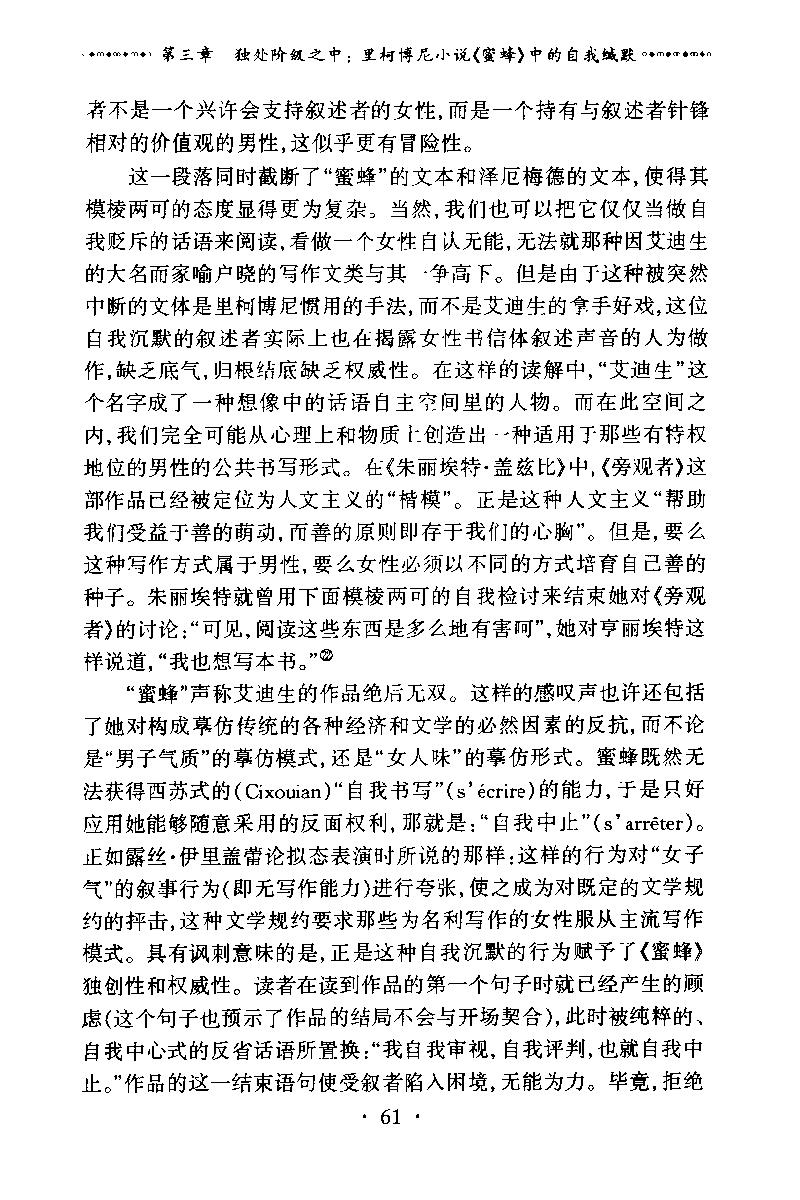 第三章 独处阶级之中：里柯博尼小说《蜜蜂》中的自我缄默
者不是一个兴许会支持叙述者的女性,而是一个持有与叙述者针锋
相对的价值观的男性,这似乎更有冒险性。
这一段落同时截断了“蜜蜂”的文本和泽厄梅德的文本,使得其
模棱两可的态度显得更为复杂。当然,我们也可以把它仅仅当做自
我贬斥的话语来阅读,看做一个女性自认无能,无法就那种因艾迪生
的大名而家喻户晓的写作文类与其一争高下。但是由于这种被突然
中断的文体是里柯博尼惯用的手法,而不是艾迪生的拿手好戏,这位
自我沉默的叙述者实际上也在揭露女性书信体叙述声音的人为做
作,缺乏底气,归根结底缺乏权威性。在这样的读解中,“艾迪生”这
个名字成了一种想像中的话语自主空间里的人物。而在此空间之
内,我们完全可能从心理上和物质上创造出一种适用于那些有特权
地位的男性的公共书写形式。在《朱丽埃特·盖兹比》中,《旁观者》这
部作品已经被定位为人文主义的“楷模”。正是这种人文主义“帮助
我们受益于善的萌动,而善的原则即存于我们的心胸”。但是,要么
这种写作方式属于男性,要么女性必须以不同的方式培育自己善的
种子。朱丽埃特就曾用下面模棱两可的自我检讨来结束她对《旁观
者》的讨论:“可见,阅读这些东西是多么地有害呵”,她对亨丽埃特这
样说道,“我也想写本书。”㉒
“蜜蜂”声称艾迪生的作品绝后无双。这样的感叹声也许还包括
了她对构成摹仿传统的各种经济和文学的必然因素的反抗,而不论
是“男子气质”的摹仿模式,还是“女人味”的摹仿形式。蜜蜂既然无
法获得西苏式的(Cixouian)“自我书写”(s’écrire)的能力,于是只好
应用她能够随意采用的反面权利,那就是:“自我中止”(s’arrêter)。
正如露丝·伊里盖蕾论拟态表演时所说的那样:这样的行为对“女子
气”的叙事行为(即无写作能力)进行夸张,使之成为对既定的文学规
约的抨击,这种文学规约要求那些为名利写作的女性服从主流写作
模式。具有讽刺意味的是,正是这种自我沉默的行为赋予了《蜜蜂》
独创性和权威性。读者在读到作品的第一个句子时就已经产生的顾
虑(这个句子也预示了作品的结局不会与开场契合),此时被纯粹的、
自我中心式的反省话语所置换:“我自我审视,自我评判,也就自我中
止。”作品的这一结束语句使受叙者陷入困境,无能为力。毕竟,拒绝
· 61 ·